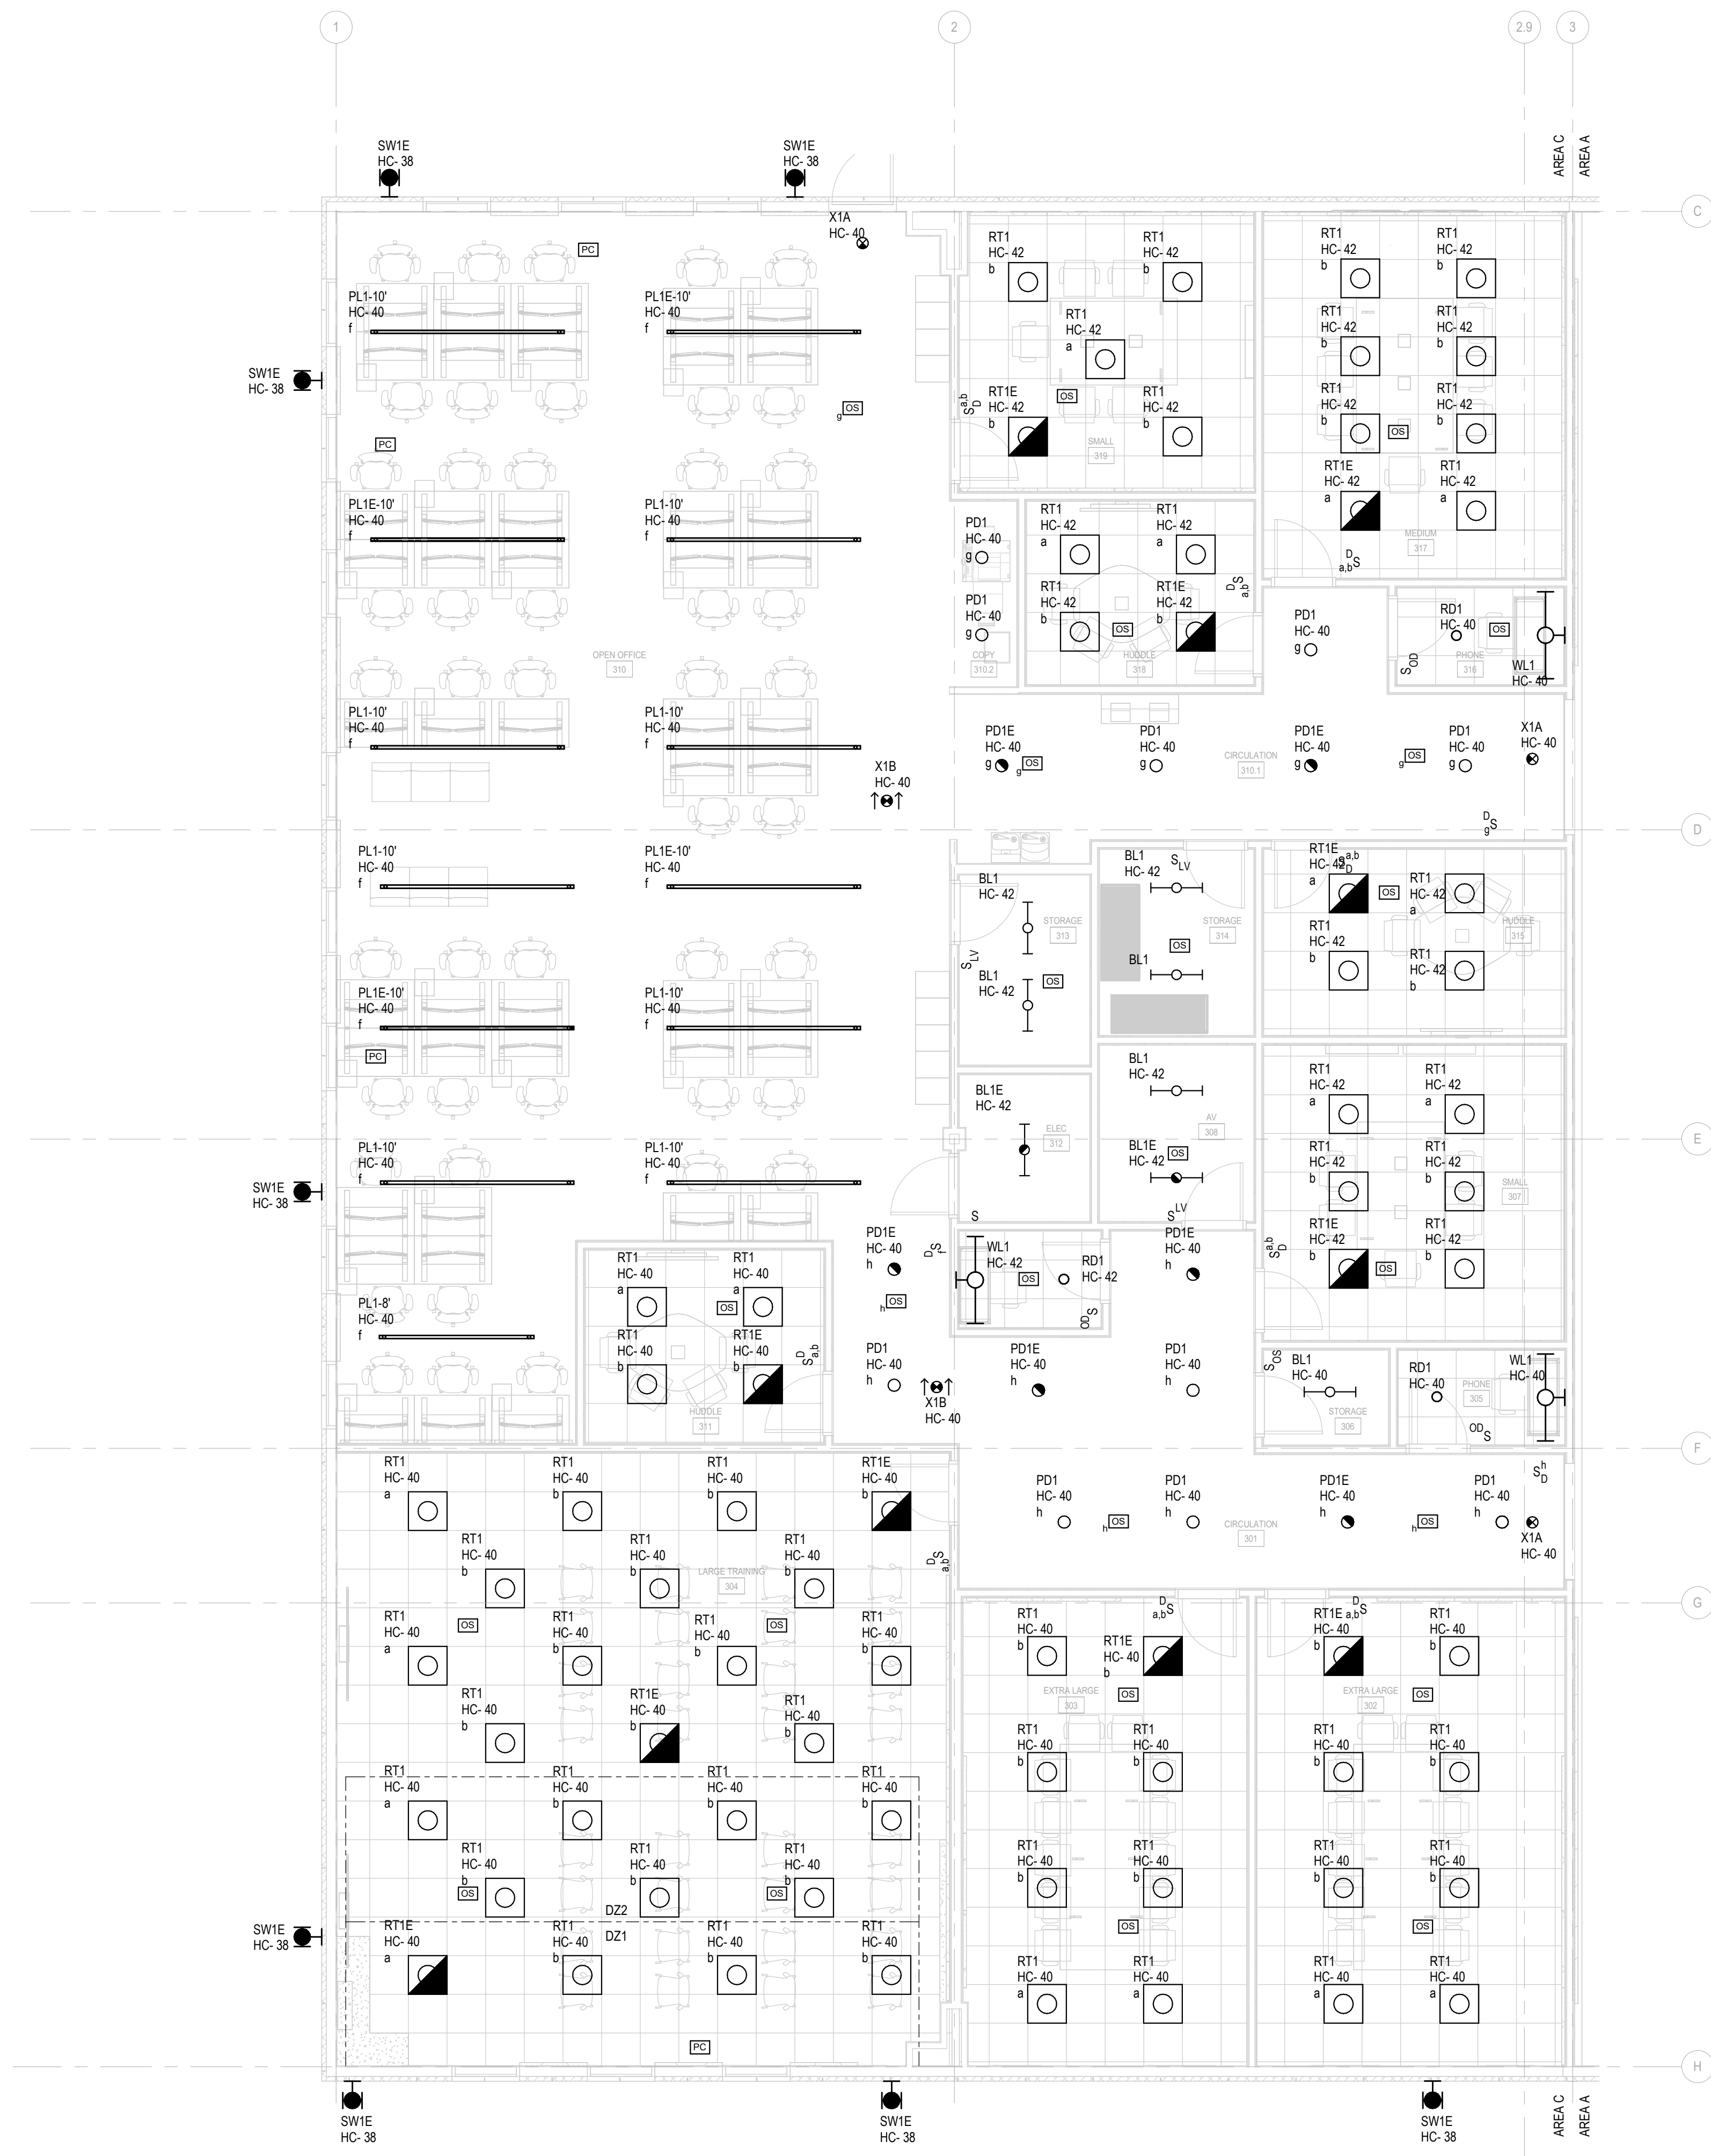 1
2
2.9
3
AREA C
AREA A
SW1E
HC- 38
SW1E
HC- 38
C
X1A
HC- 40
PC
RT1
HC- 42
b
RT1
HC- 42
b
RT1
HC- 42
b
RT1
HC- 42
b
PL1-10'
HC- 40
f
PL1E-10'
HC- 40
f
RT1
HC- 42
a
RT1
HC- 42
b
RT1
HC- 42
b
SW1E
HC- 38
OS
g
PC
S
D
a,b
RT1E
HC- 42
b
OS
RT1
HC- 42
b
SMALL
319
RT1
HC- 42
b
RT1
HC- 42
b
OS
RT1E
HC- 42
a
RT1
HC- 42
a
MEDIUM
317
D
S
a,b
PL1E-10'
HC- 40
f
PL1-10'
HC- 40
f
PD1
HC- 40
g
PD1
HC- 40
g
COPY
310.2
RT1
HC- 42
a
RT1
HC- 42
a
RT1
HC- 42
b
RT1E
HC- 42
b
OS
D
S
a,b
HUDDLE
318
PD1
HC- 40
g
RD1
HC- 40
OS
PHONE
316
S
OD
WL1
HC- 40
OPEN OFFICE
310
PL1-10'
HC- 40
f
PL1-10'
HC- 40
f
X1B
HC- 40
PD1E
HC- 40
g
OS
g
PD1
HC- 40
g
CIRCULATION
310.1
PD1E
HC- 40
g
OS
g
PD1
HC- 40
g
X1A
HC- 40
D
S
g
D
PL1-10'
HC- 40
f
PL1E-10'
HC- 40
f
BL1
HC- 42
STORAGE
313
S
LV
BL1
HC- 42
OS
BL1
HC- 42
S
LV
STORAGE
314
OS
BL1
RT1E
HC- 42
a
S
D
a,b
OS
RT1
HC- 42
a
HUDDLE
315
RT1
HC- 42
b
RT1
HC- 42
b
PL1E-10'
HC- 40
f
PL1-10'
HC- 40
f
PC
BL1E
HC- 42
ELEC
312
S
BL1
HC- 42
AV
308
BL1E
HC- 42
OS
S
LV
RT1
HC- 42
a
RT1
HC- 42
a
E
RT1
HC- 42
b
RT1
HC- 42
b
SMALL
307
RT1E
HC- 42
b
OS
RT1
HC- 42
b
S
D
a,b
PL1-10'
HC- 40
f
PL1-10'
HC- 40
f
SW1E
HC- 38
PD1E
HC- 40
h
D
S
f
OS
h
WL1
HC- 42
OS
RD1
HC- 42
OD
S
PD1E
HC- 40
h
RT1
HC- 40
a
RT1
HC- 40
a
OS
RT1
HC- 40
b
RT1E
HC- 40
b
S
D
a,b
HUDDLE
311
PL1-8'
HC- 40
f
PD1
HC- 40
h
X1B
HC- 40
PD1E
HC- 40
h
PD1
HC- 40
h
S
OS
BL1
HC- 40
STORAGE
306
RD1
HC- 40
PHONE
305
OD
S
WL1
HC- 40
F
RT1
HC- 40
a
RT1
HC- 40
b
RT1
HC- 40
b
RT1E
HC- 40
b
PD1
HC- 40
h
OS
h
PD1
HC- 40
h
CIRCULATION
301
PD1E
HC- 40
h
OS
h
PD1
HC- 40
h
S
D
h
X1A
HC- 40
RT1
HC- 40
b
RT1
HC- 40
b
RT1
HC- 40
b
LARGE TRAINING
304
D
S
a,b
G
RT1
HC- 40
a
OS
RT1
HC- 40
b
RT1
HC- 40
b
OS
RT1
HC- 40
b
RT1
HC- 40
b
RT1E
HC- 40
b
D
S
a,b
OS
EXTRA LARGE
303
RT1E
HC- 40
b
D
S
a,b
RT1
HC- 40
b
OS
EXTRA LARGE
302
RT1
HC- 40
b
RT1E
HC- 40
b
RT1
HC- 40
b
RT1
HC- 40
b
RT1
HC- 40
b
RT1
HC- 40
b
RT1
HC- 40
b
RT1
HC- 40
a
RT1
HC- 40
b
RT1
HC- 40
b
RT1
HC- 40
b
RT1
HC- 40
b
OS
RT1
HC- 40
b
RT1
HC- 40
b
OS
RT1
HC- 40
b
RT1
HC- 40
b
RT1
HC- 40
b
RT1
HC- 40
b
DZ2
DZ1
OS
OS
SW1E
HC- 38
RT1E
HC- 40
a
RT1
HC- 40
b
RT1
HC- 40
b
RT1
HC- 40
b
RT1
HC- 40
a
RT1
HC- 40
a
RT1
HC- 40
a
RT1
HC- 40
a
PC
H
SW1E
HC- 38
SW1E
HC- 38
SW1E
HC- 38
AREA C
AREA A